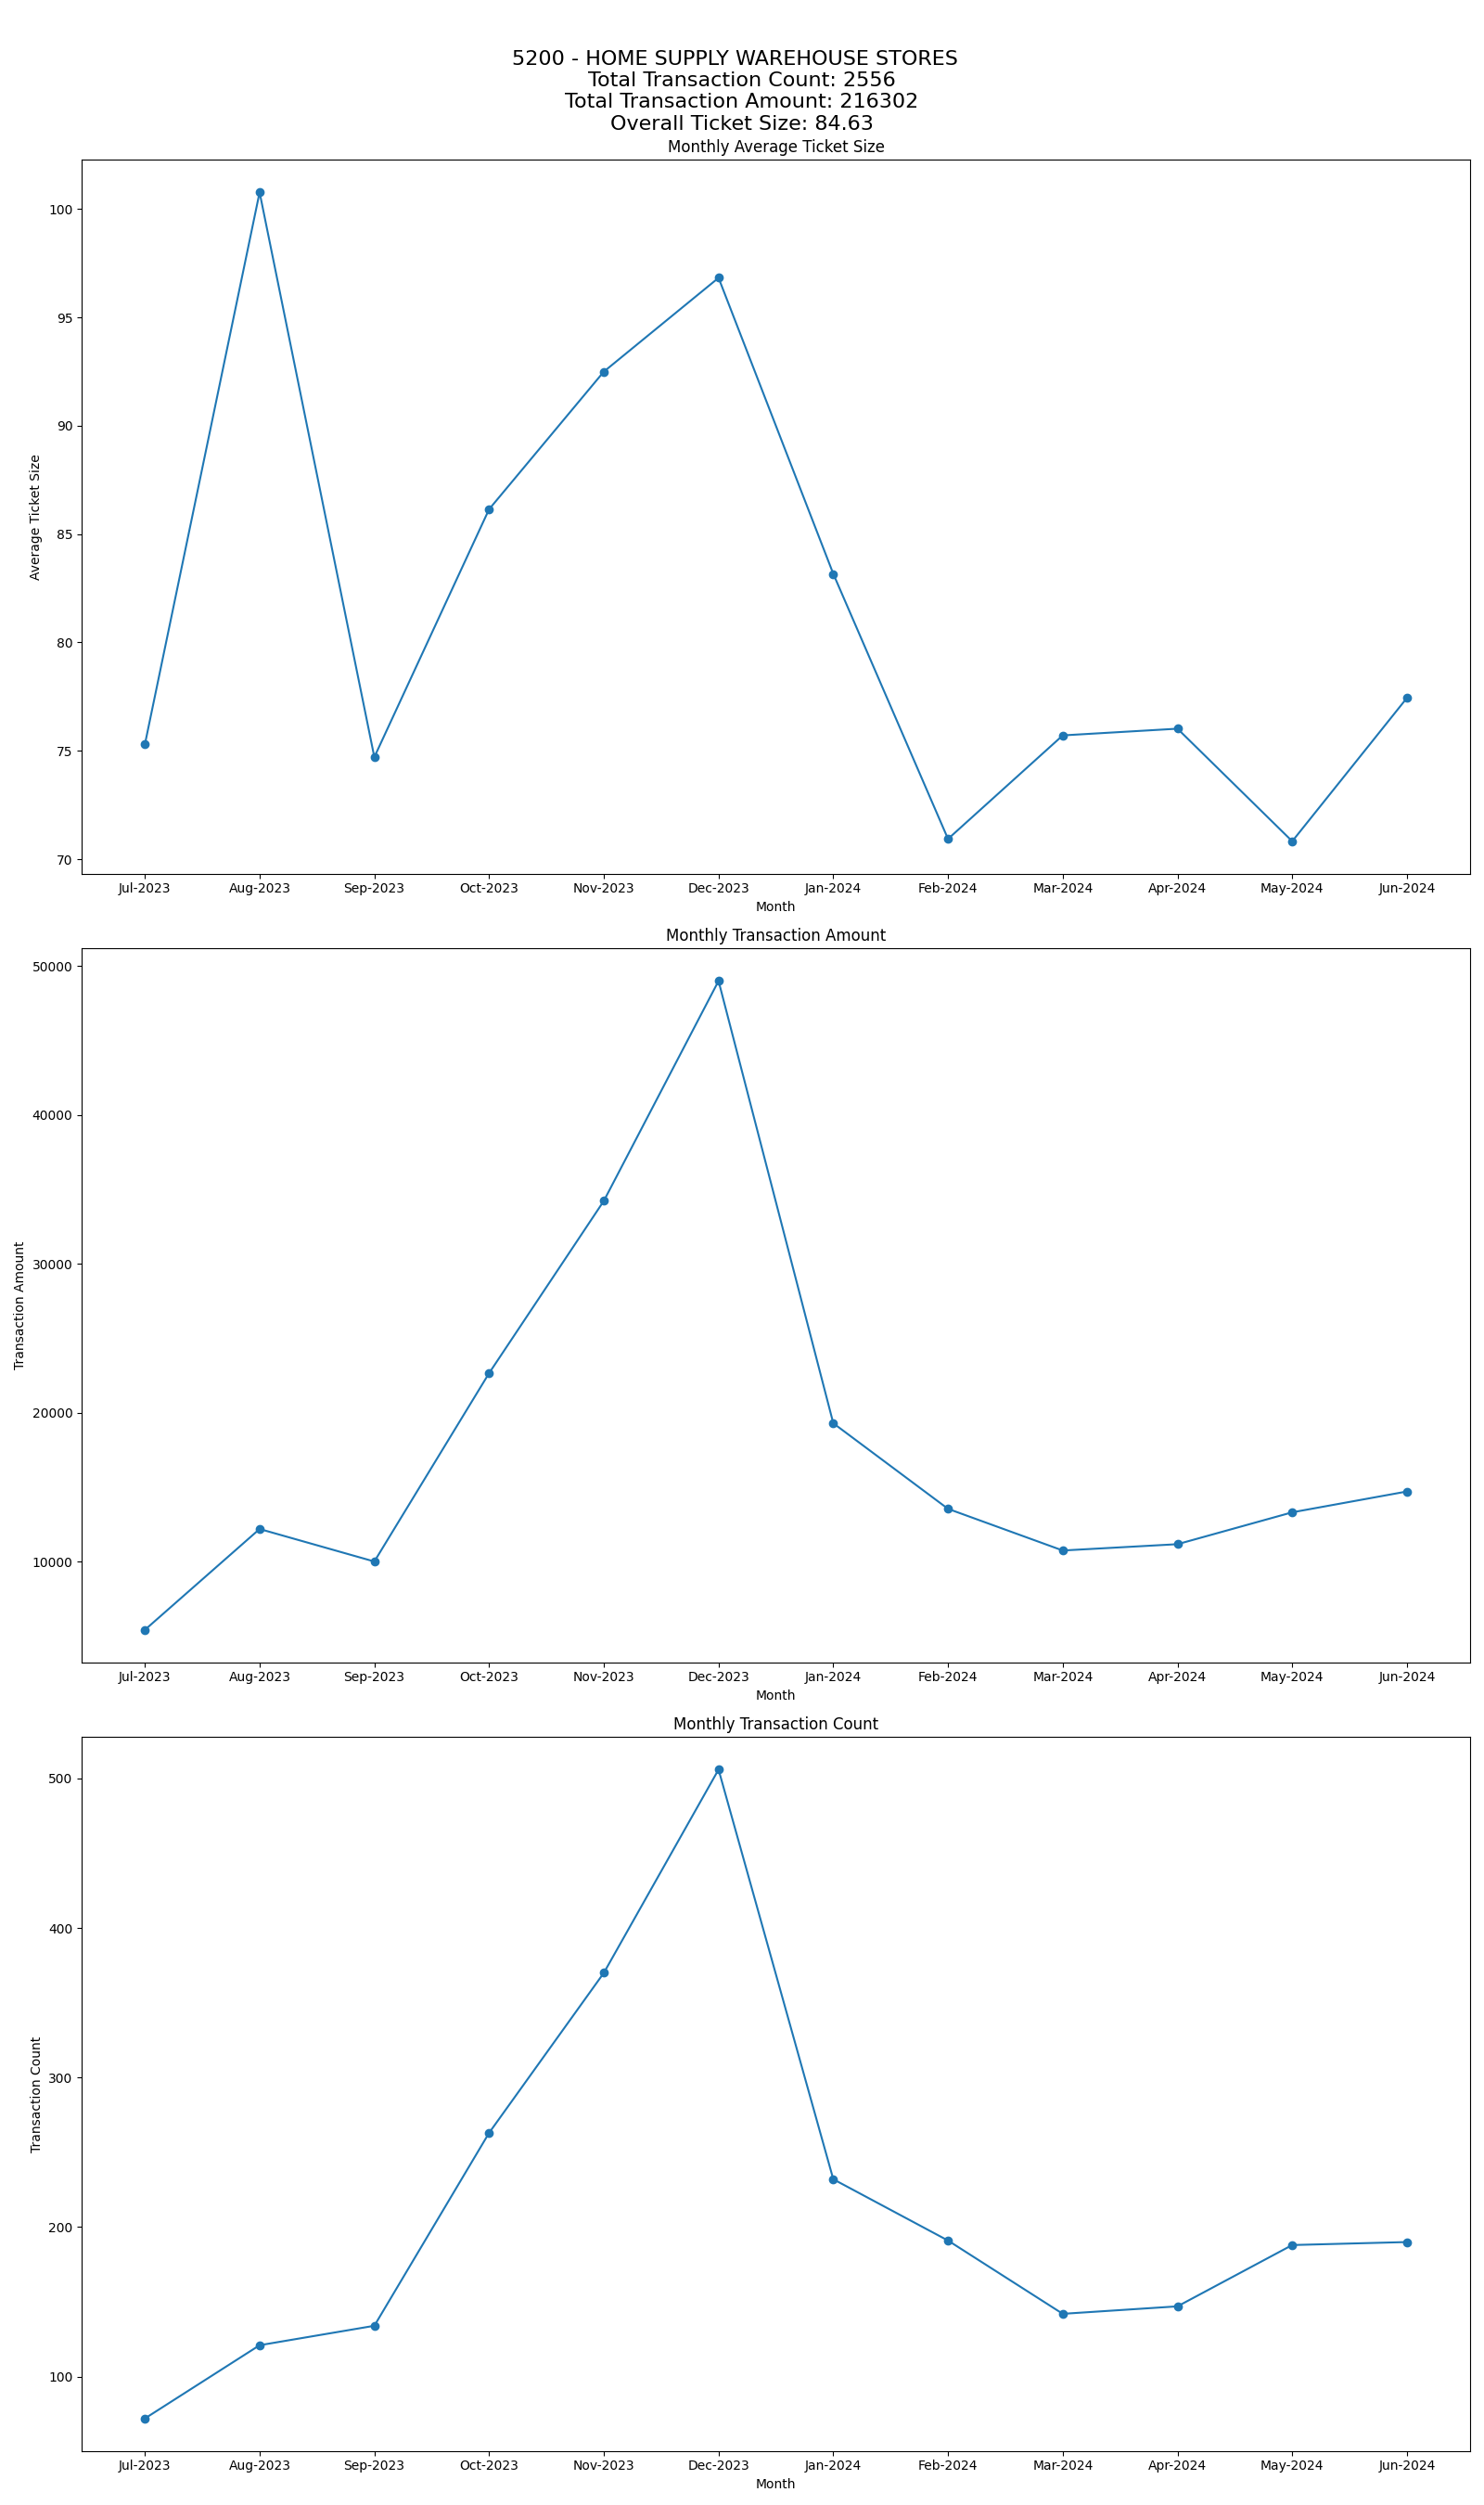 5200 - HOME SUPPLY WAREHOUSE STORES
Total Transaction Count: 2556
Total Transaction Amount: 216302
Overall Ticket Size: 84.63
Monthly Average Ticket Size
100
95
90
85
80
75
70
Average Ticket Size
Jul-2023 Aug-2023 Sep-2023 Oct-2023 Nov-2023 Dec-2023 Jan-2024 Feb-2024 Mar-2024 Apr-2024 May-2024 Jun-2024
Month
Monthly Transaction Amount
50000
40000
30000
20000
10000
Transaction Amount
Jul-2023 Aug-2023 Sep-2023 Oct-2023 Nov-2023 Dec-2023 Jan-2024 Feb-2024 Mar-2024 Apr-2024 May-2024 Jun-2024
Month
Monthly Transaction Count
500
400
300
200
100
Transaction Count
Jul-2023 Aug-2023 Sep-2023 Oct-2023 Nov-2023 Dec-2023 Jan-2024 Feb-2024 Mar-2024 Apr-2024 May-2024 Jun-2024
Month